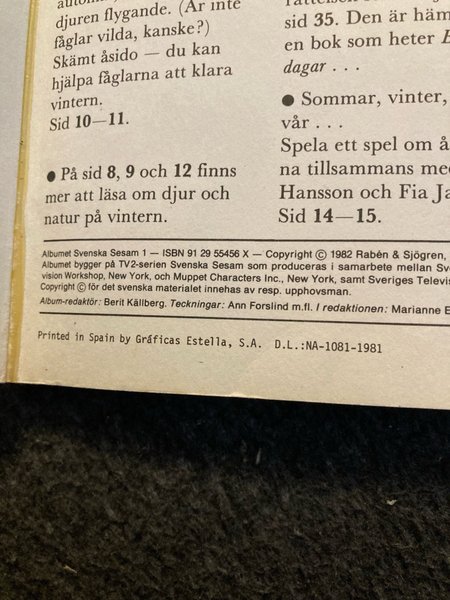 djuren flygande. (Är inte
fåglar vilda, kanske?)
Skämt åsido — du kan
hjälpa fåglarna att klara
vintern.
Sid 10—11.
● På sid 8, 9 och 12 finns
mer att läsa om djur och
natur på vintern.
sid 35. Den är häm
en bok som heter
dagar . . .
● Sommar, vinter,
vår . . .
Spela ett spel om å
na tillsammans me
Hansson och Fia Ja
Sid 14—15.
Albumet Svenska Sesam 1 — ISBN 91 29 55456 X — Copyright © 1982 Rabén & Sjögren,
Albumet bygger på TV2-serien Svenska Sesam som produceras i samarbete mellan Sv
vision Workshop, New York, och Muppet Characters Inc., New York, samt Sveriges Televis
Copyright © för det svenska materialet innehas av resp. upphovsman.
Album-redaktör: Berit Källberg. Teckningar: Ann Forslind m.fl. I redaktionen: Marianne E
Printed in Spain by Gráficas Estella, S.A. D.L.:NA-1081-1981